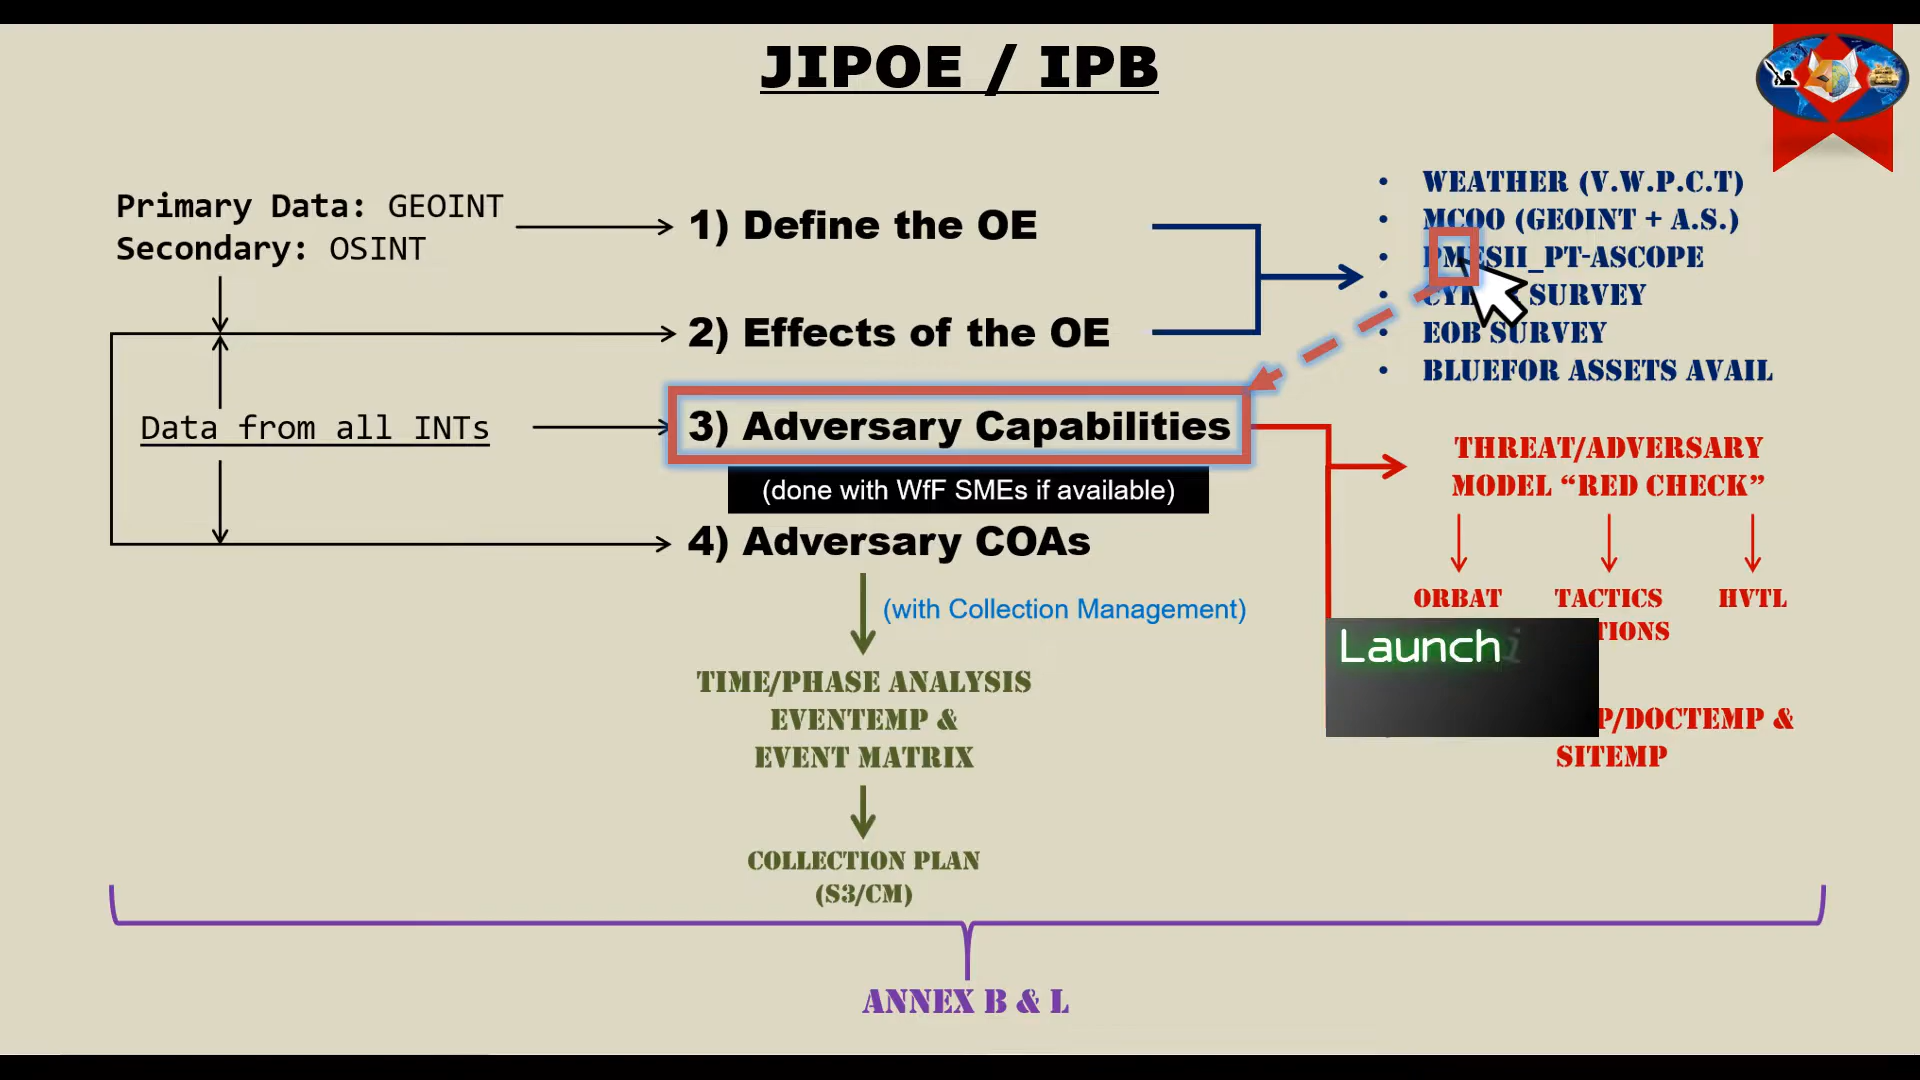 JIPOE / IPB
Primary Data: GEOINT
Secondary: OSINT
Data from all INTs
1) Define the OE
2) Effects of the OE
3) Adversary Capabilities
(done with WfF SMEs if available)
4) Adversary COAs
(with Collection Management)
TIME/PHASE ANALYSIS
EVENTEMP &
EVENT MATRIX
COLLECTION PLAN
(S3/CM)
• WEATHER (V.W.P.C.T)
• MCOO (GEOINT + A.S.)
• PMESII_PT-ASCOPE
• SURVEY
• EOB SURVEY
• BLUEFOR ASSETS AVAIL
THREAT/ADVERSARY
MODEL “RED CHECK”
ORBAT TACTICS HVTL
Launch
P/DOCTEMP &
SITEMP
ANNEX B & L